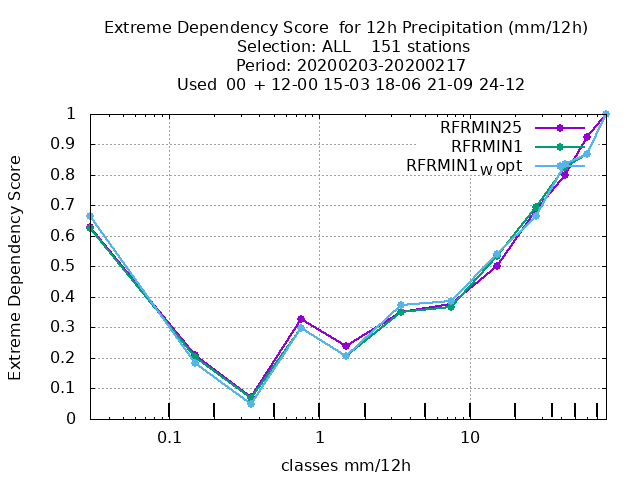 Extreme Dependency Score  for 12h Precipitation (mm/12h)
Selection: ALL    151 stations
Period: 20200203-20200217
Used  00 + 12-00 15-03 18-06 21-09 24-12
RFRMIN25
RFRMIN1
RFRMIN1W opt
1
0.9
0.8
0.7
0.6
0.5
0.4
0.3
0.2
0.1
0
Extreme Dependency Score
0.1 1 10
classes mm/12h